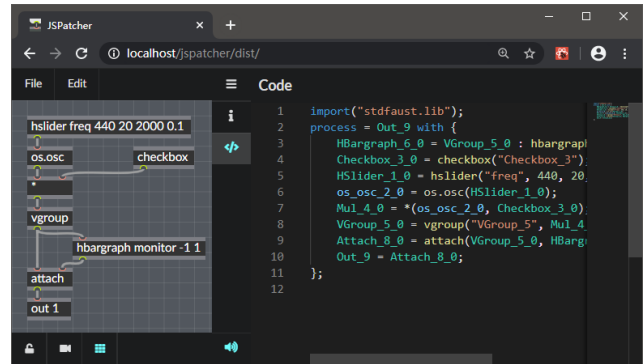 JSPatcher
localhost/jspatcher/dist/
File Edit
Code
hslider freq 440 20 2000 0.1
os.osc
checkbox
*
vgroup
hbargraph monitor -1 1
attach
out 1
1 import("stdfaust.lib");
2 process = Out_9 with {
3 HBargraph_6_0 = VGroup_5_0 : hbargraph
4 Checkbox_3_0 = checkbox("Checkbox_3")
5 HSlider_1_0 = hslider("freq", 440, 20,
6 os_osc_2_0 = os.osc(HSlider_1_0);
7 Mul_4_0 = *(os_osc_2_0, Checkbox_3_0)
8 VGroup_5_0 = vgroup("VGroup_5", Mul_4_
9 Attach_8_0 = attach(VGroup_5_0, HBarg
10 Out_9 = Attach_8_0;
11 };
12